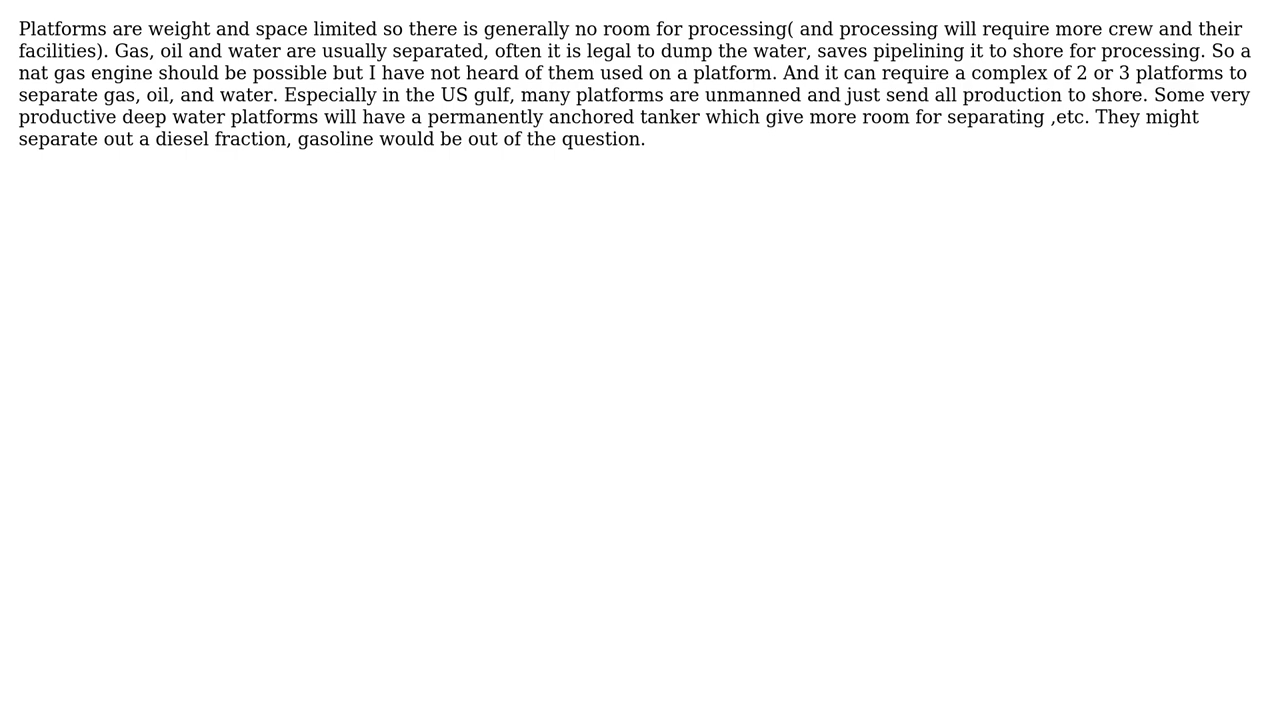 Platforms are weight and space limited so there is generally no room for processing( and processing will require more crew and their
facilities). Gas, oil and water are usually separated, often it is legal to dump the water, saves pipelining it to shore for processing. So a
nat gas engine should be possible but I have not heard of them used on a platform. And it can require a complex of 2 or 3 platforms to
separate gas, oil, and water. Especially in the US gulf, many platforms are unmanned and just send all production to shore. Some very
productive deep water platforms will have a permanently anchored tanker which give more room for separating ,etc. They might
separate out a diesel fraction, gasoline would be out of the question.